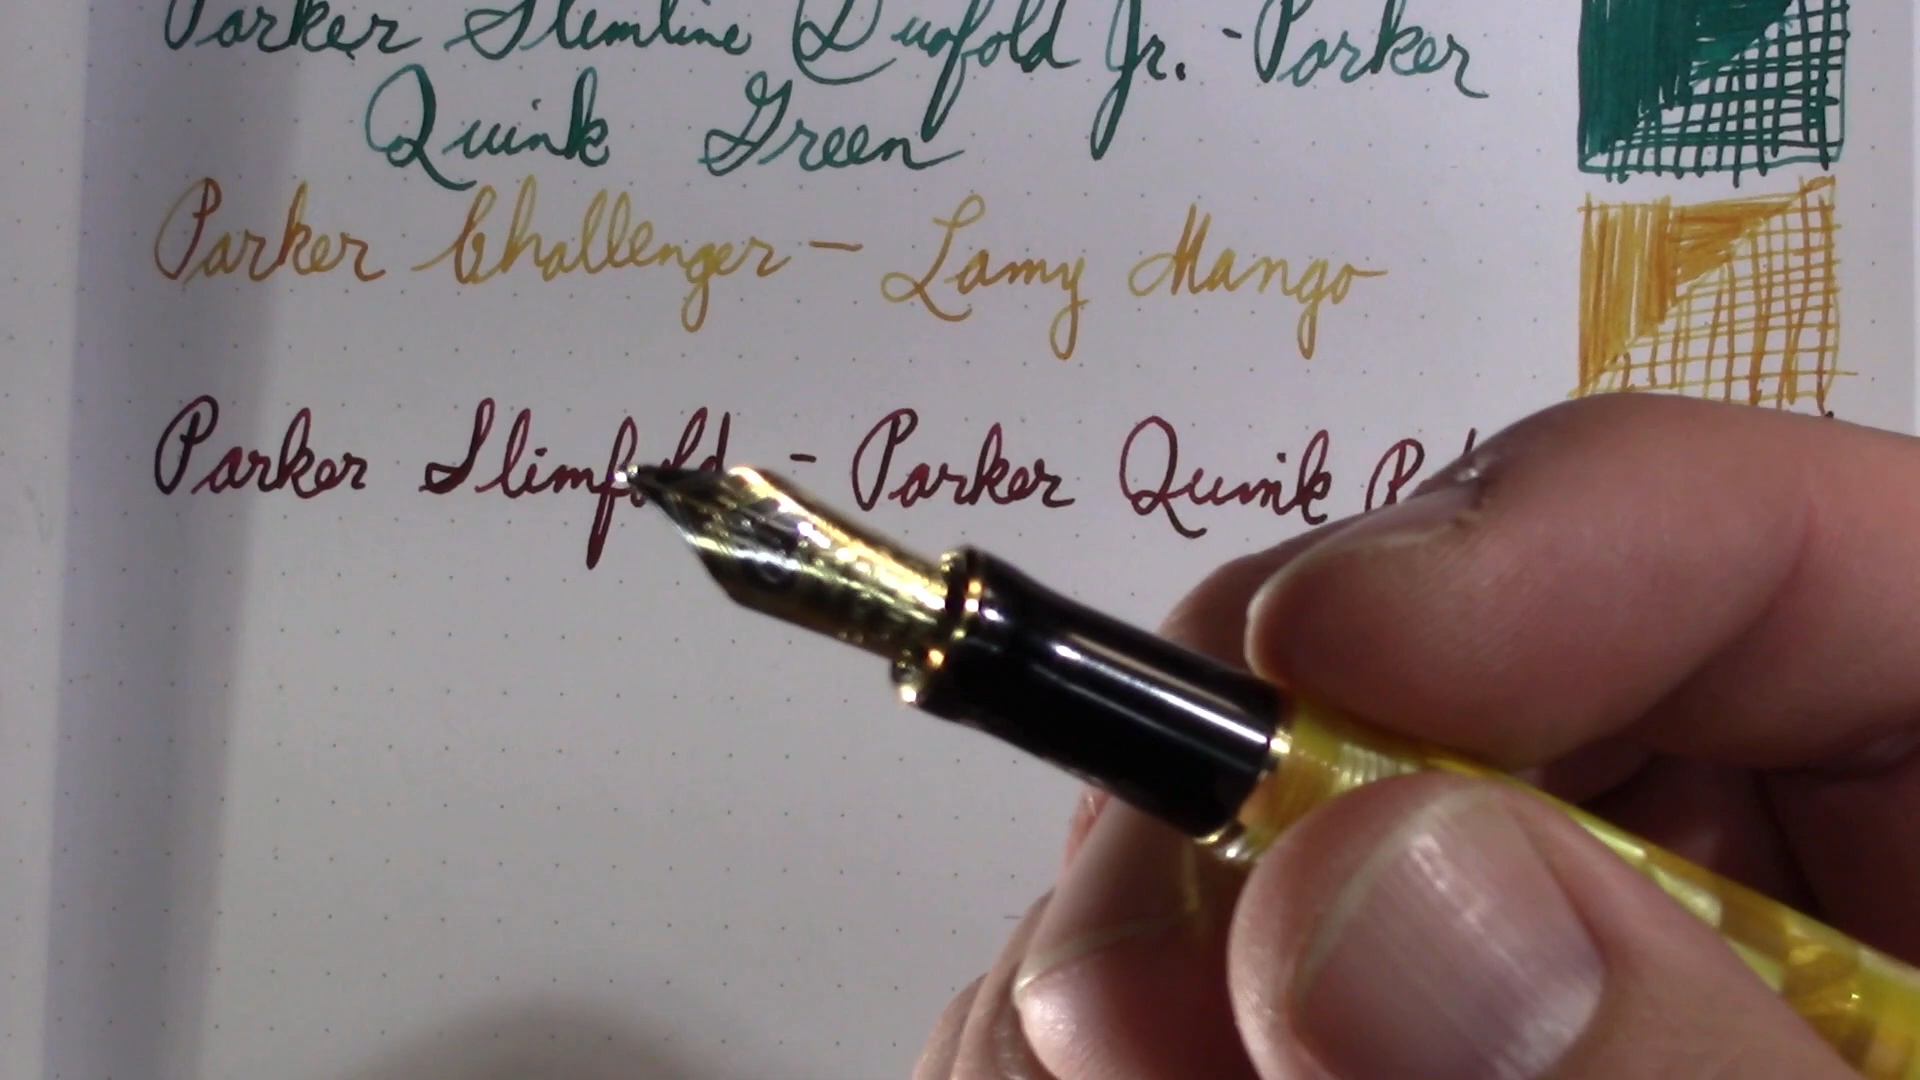 Parker Slimline Duofold Jr. - Parker
Quink Green
Parker Challenger - Lamy Mango
Parker Slimfold - Parker Quink